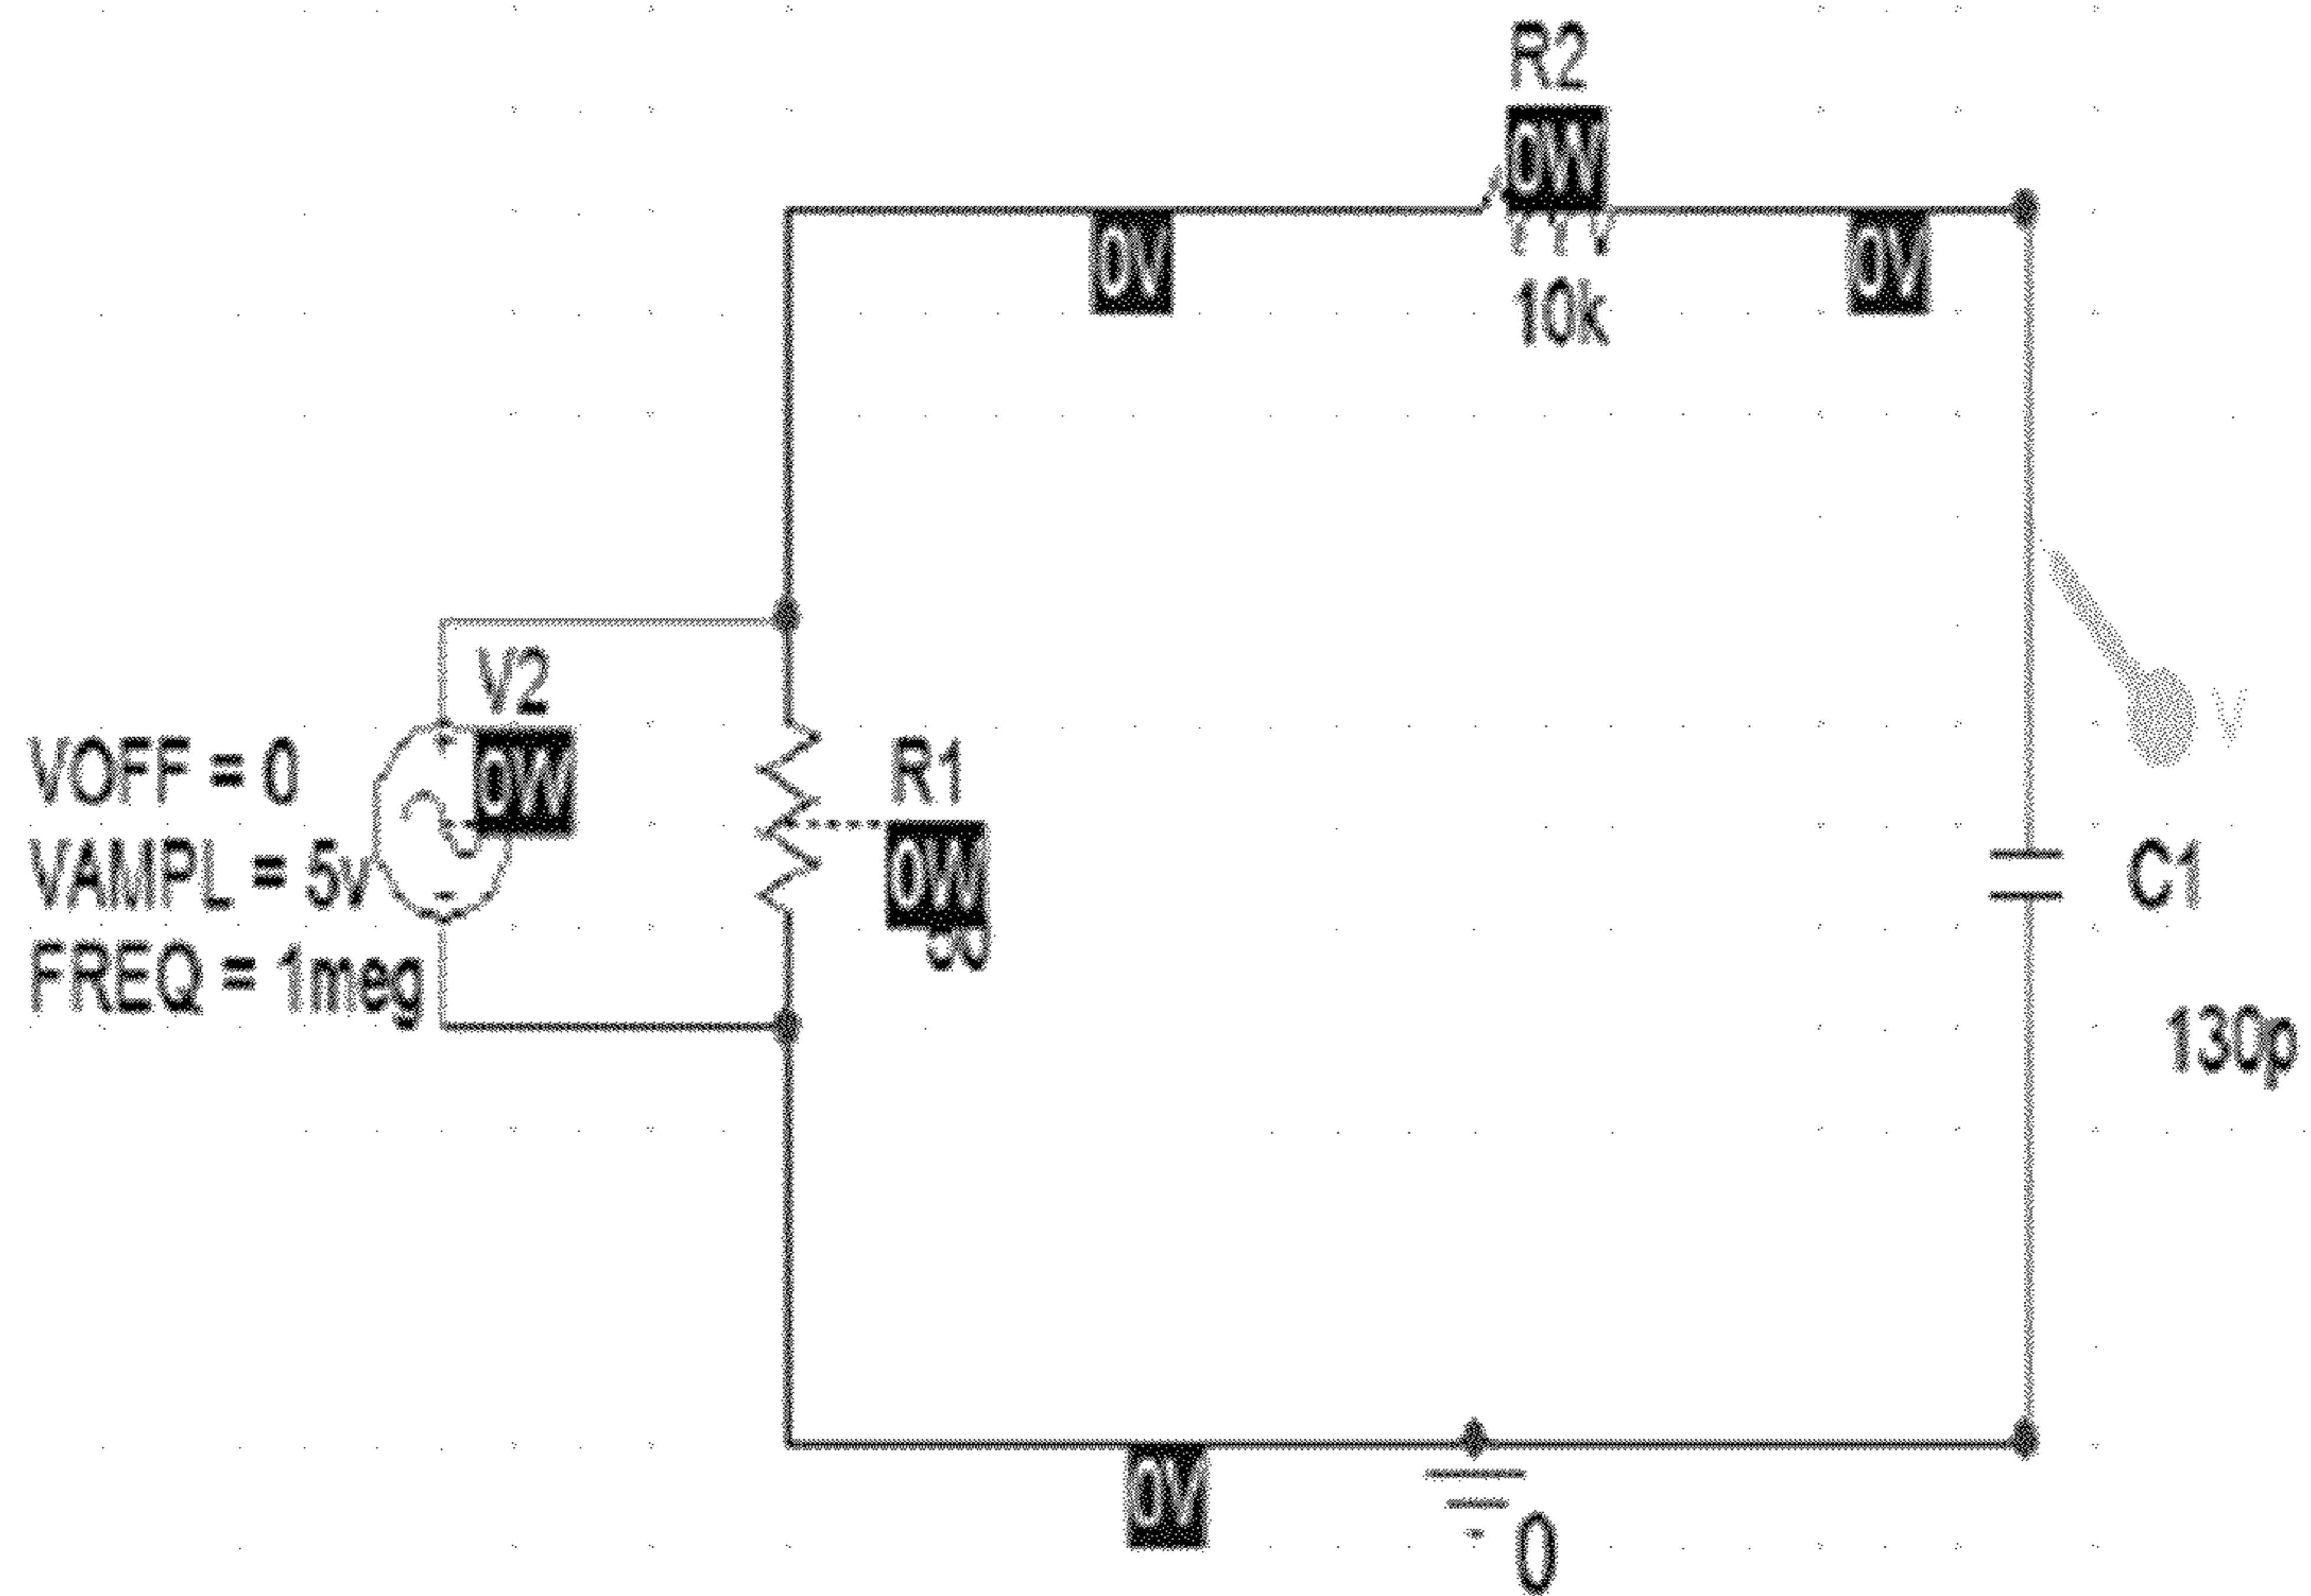 R2
0W
0V
0V
10k
V2
0W
VOFF = 0
VAMPL = 5v
FREQ = 1meg
R1
0W
50
V
C1
130p
0V
0